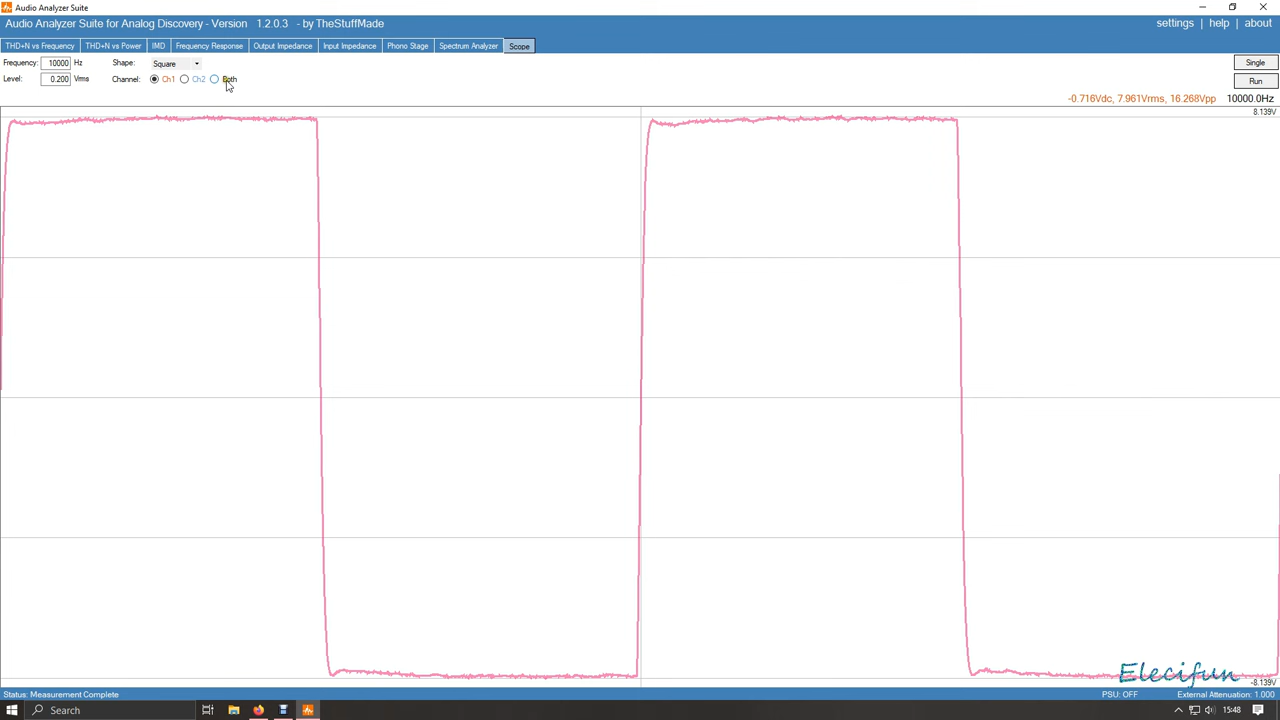 Audio Analyzer Suite
Audio Analyzer Suite for Analog Discovery - Version 1.2.0.3 - by TheStuffMade
settings | help | about
THD+N vs Frequency THD+N vs Power IMD Frequency Response Output Impedance Input Impedance Phono Stage Spectrum Analyzer Scope
Frequency: 10000 Hz Shape: Square Single
Level: 0.200 Vrms Channel: Ch1 Ch2 Both Run
-0.716Vdc, 7.961Vrms, 16.268Vpp 10000.0Hz
8.139V
Elecifun
-8.139V
Status: Measurement Complete PSU: OFF External Attenuation: 1.000
Search 15:48